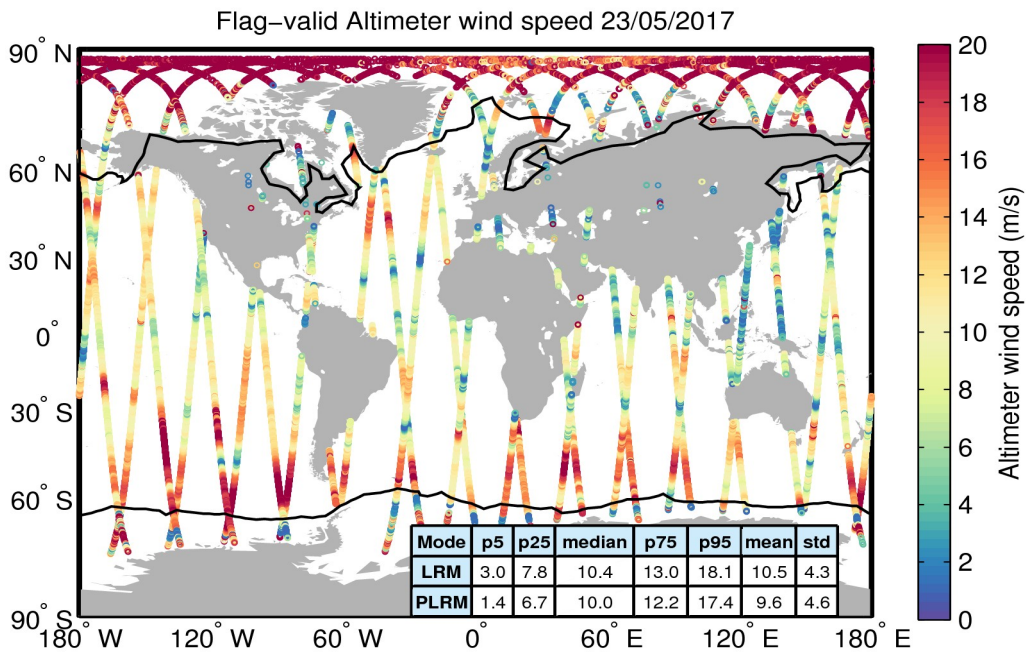 Flag−valid Altimeter wind speed 23/05/2017
90° N
60° N
30° N
0°
30° S
60° S
90° S
180° W
120° W
60° W
0°
60° E
120° E
180° E
Mode p5 p25 median p75 p95 mean std
LRM 3.0 7.8 10.4 13.0 18.1 10.5 4.3
PLRM 1.4 6.7 10.0 12.2 17.4 9.6 4.6
20
18
16
14
12
10
8
6
4
2
0
Altimeter wind speed (m/s)